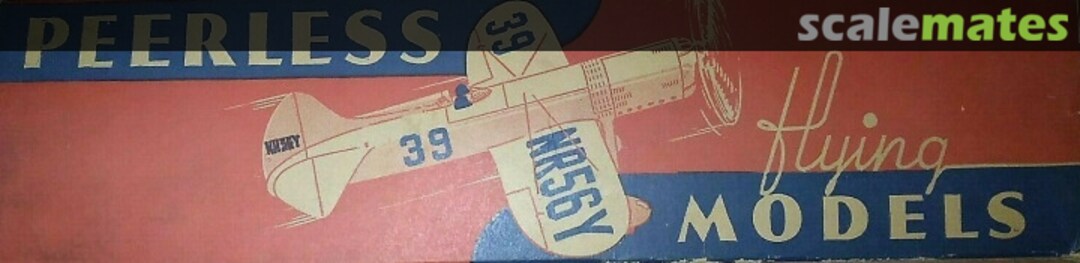 PEERLESS
scalemates
39
39
NR56Y
NR56Y
flying
MODELS